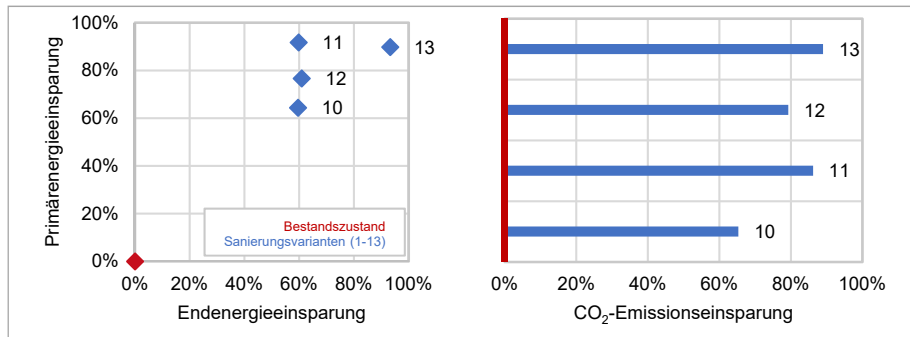 100%
80%
60%
40%
20%
0%
Primärenergieeinsparung
11
13
12
10
Bestandszustand
Sanierungsvarianten (1-13)
0% 20% 40% 60% 80% 100%
Endenergieeinsparung
13
12
11
10
0% 20% 40% 60% 80% 100%
CO₂-Emissionseinsparung